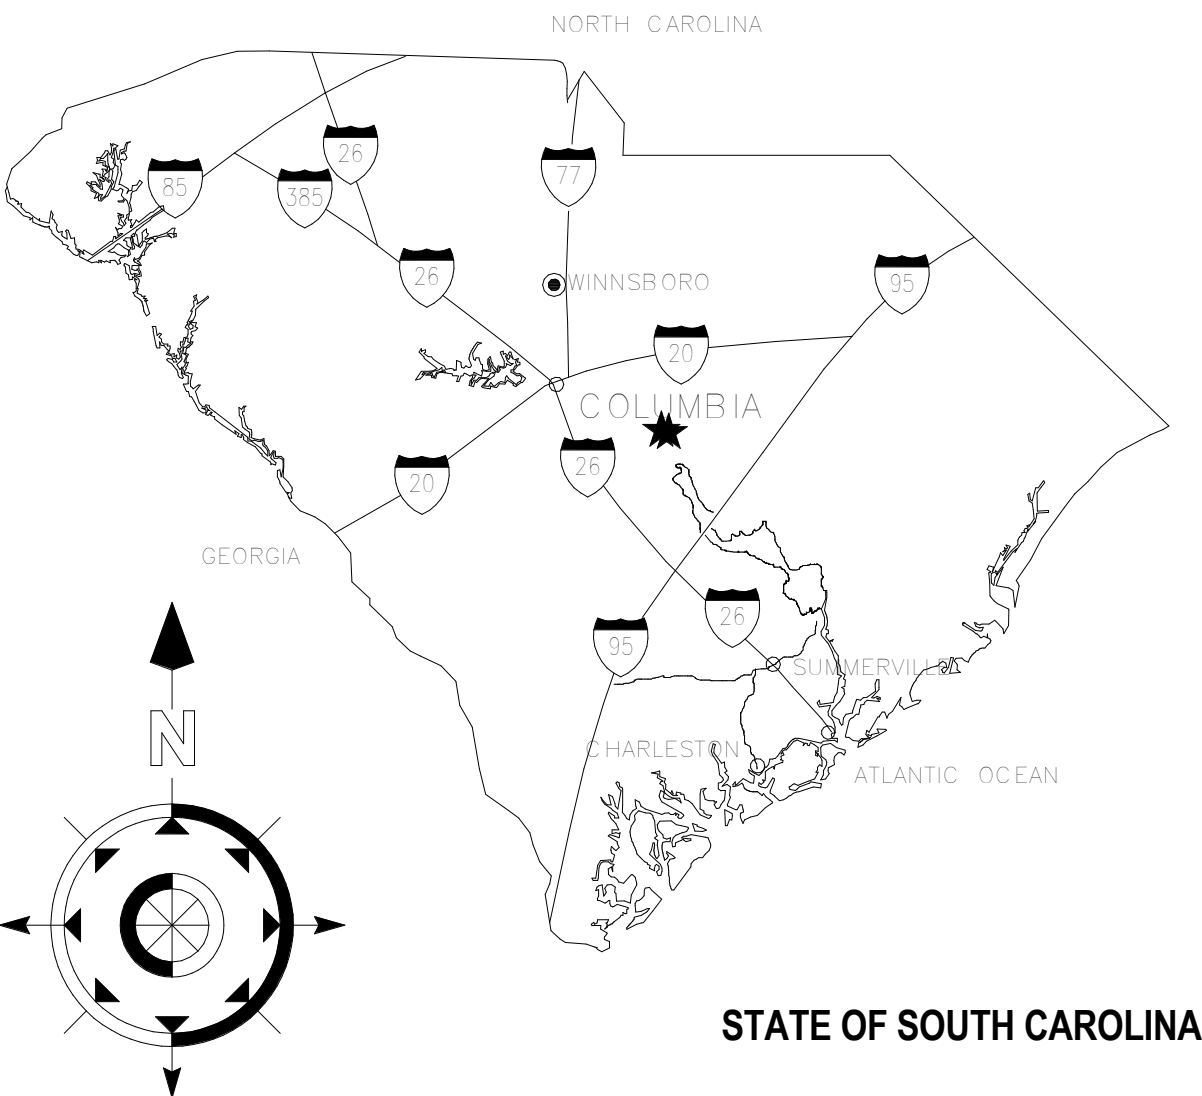 NORTH CAROLINA
26
77
85
385
26
95
WINNSBORO
20
COLUMBIA
26
20
GEORGIA
26
95
SUMMERVILLE
CHARLESTON
ATLANTIC OCEAN
N
STATE OF SOUTH CAROLINA